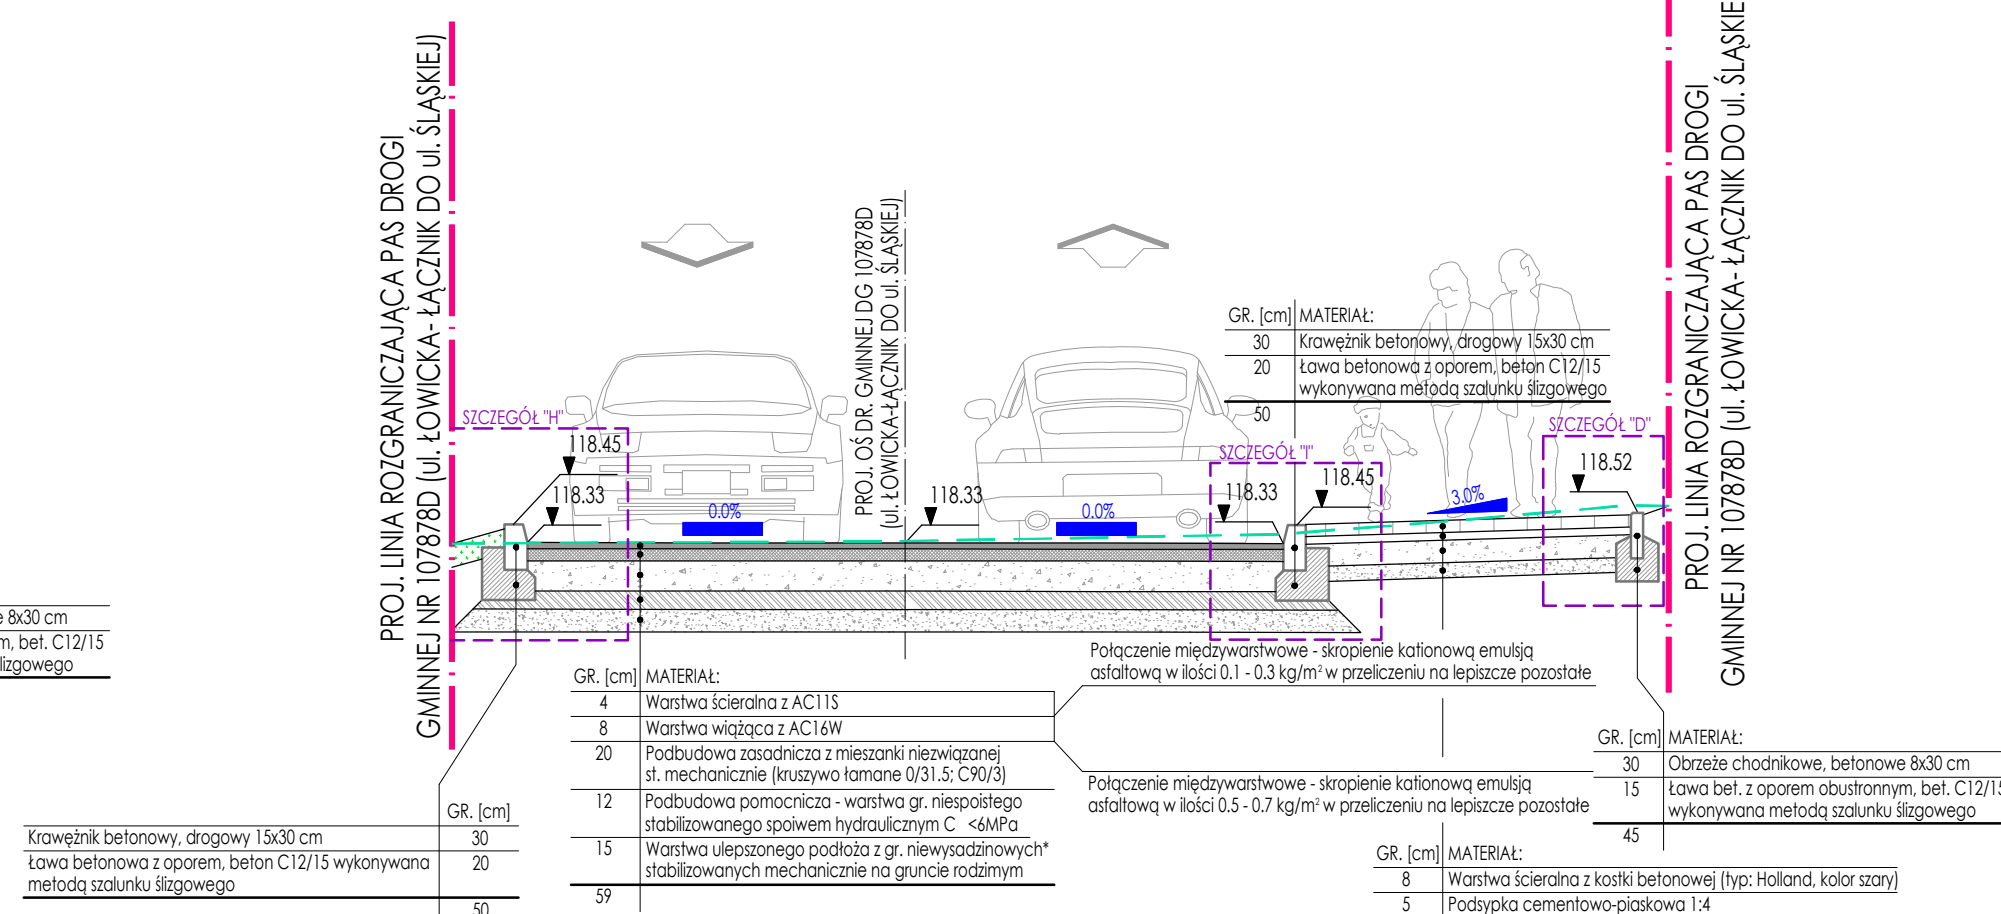 PROJ. LINIA ROZGRANICZAJĄCA PAS DROGI
GMINNEJ NR 107878D (ul. ŁOWICKA- ŁĄCZNIK DO ul. ŚLĄSKIEJ)
PROJ. OŚ DR. GMINNEJ DG 107878D
(ul. ŁOWICKA-ŁĄCZNIK DO ul. ŚLĄSKIEJ)
PROJ. LINIA ROZGRANICZAJĄCA PAS DROGI
GMINNEJ NR 107878D (ul. ŁOWICKA- ŁĄCZNIK DO ul. ŚLĄSKIE
GR. [cm] MATERIAŁ:
30 Krawężnik betonowy, drogowy 15x30 cm
20 Ława betonowa z oporem, beton C12/15
wykonywana metodą szalunku ślizgowego
50
SZCZEGÓŁ "H"
118.45
118.33
0.0%
118.33
0.0%
SZCZEGÓŁ "I"
118.33
118.45
3.0%
SZCZEGÓŁ "D"
118.52
8x30 cm
m, bet. C12/15
lizgowego
Połączenie międzywarstwowe - skropienie kationową emulsją
asfaltową w ilości 0.1 - 0.3 kg/m² w przeliczeniu na lepiszcze pozostałe
GR. [cm] MATERIAŁ:
4 Warstwa ścieralna z AC11S
8 Warstwa wiążąca z AC16W
20 Podbudowa zasadnicza z mieszanki niezwiązanej
st. mechanicznie (kruszywo łamane 0/31.5; C90/3)
12 Podbudowa pomocnicza - warstwa gr. niespoistego
stabilizowanego spoiwem hydraulicznym C <6MPa
15 Warstwa ulepszonego podłoża z gr. niewysadzinowych*
stabilizowanych mechanicznie na gruncie rodzimym
59
Połączenie międzywarstwowe - skropienie kationową emulsją
asfaltową w ilości 0.5 - 0.7 kg/m² w przeliczeniu na lepiszcze pozostałe
GR. [cm] MATERIAŁ:
30 Obrzeże chodnikowe, betonowe 8x30 cm
15 Ława bet. z oporem obustronnym, bet. C12/15
wykonywana metodą szalunku ślizgowego
45
GR. [cm]
Krawężnik betonowy, drogowy 15x30 cm 30
Ława betonowa z oporem, beton C12/15 wykonywana 20
metodą szalunku ślizgowego
50
GR. [cm] MATERIAŁ:
8 Warstwa ścieralna z kostki betonowej (typ: Holland, kolor szary)
5 Podsypka cementowo-piaskowa 1:4